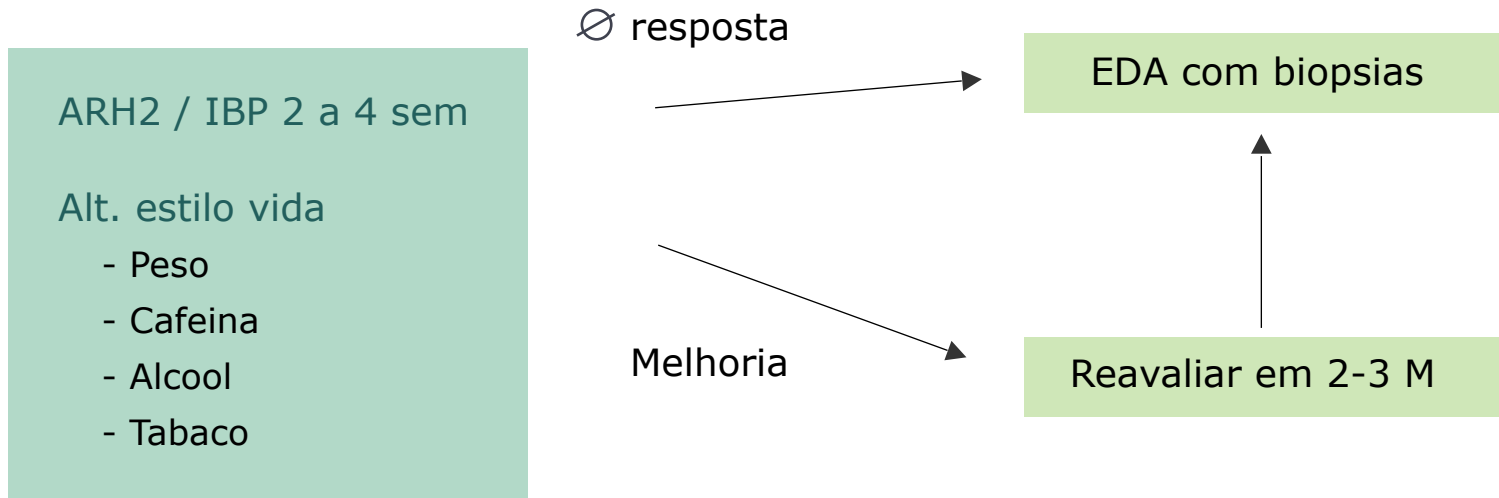 ∅ resposta
EDA com biopsias
ARH2 / IBP 2 a 4 sem
Alt. estilo vida
- Peso
- Cafeina
- Alcool
- Tabaco
Melhoria
Reavaliar em 2-3 M